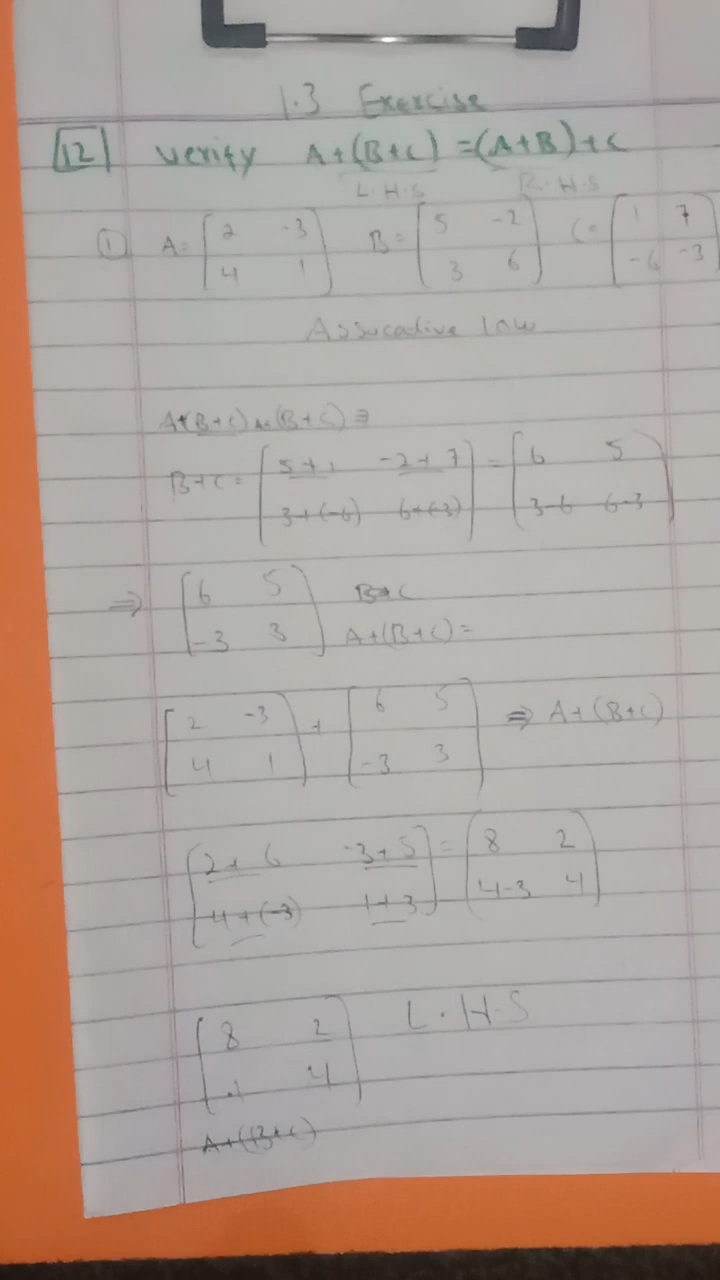 1.3 Exercise
12 verify A+(B+C) =(A+B)+C
L.H.S R.H.S
① A= [2 -3 B= [5 -2 C= [1 7
4 1] 3 6] -6 -3]
Assucative law
A+(B+C) A+(B+C) ⇒
B+C= [5+1 -2+7 = [6 5
3+(-6) 6+(-3)] 3-6 6-3]
⇒ [6 5 B+C
-3 3] A+(B+C)=
[2 -3 + [6 5 ⇒ A+(B+C)
4 1] -3 3]
[2+6 -3+5 = [8 2
4+(-3) 1+3] 4-3 4]
[8 2 L.H.S
1 4]
A+(B+C)